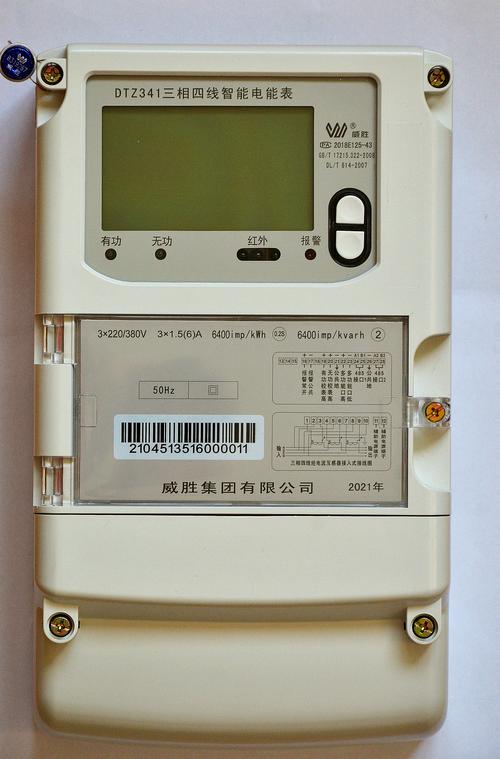 DTZ341三相四线智能电能表
威胜
2018E125-43
GB/T 17215.322-2008
DL/T 614-2007
有功 无功 红外 报警
3×220/380V 3×1.5(6)A 6400imp/kWh 0.2S 6400imp/kvarh 2
50Hz
2104513516000011
三相四线经电流互感器接入式接线图
威胜集团有限公司 2021年